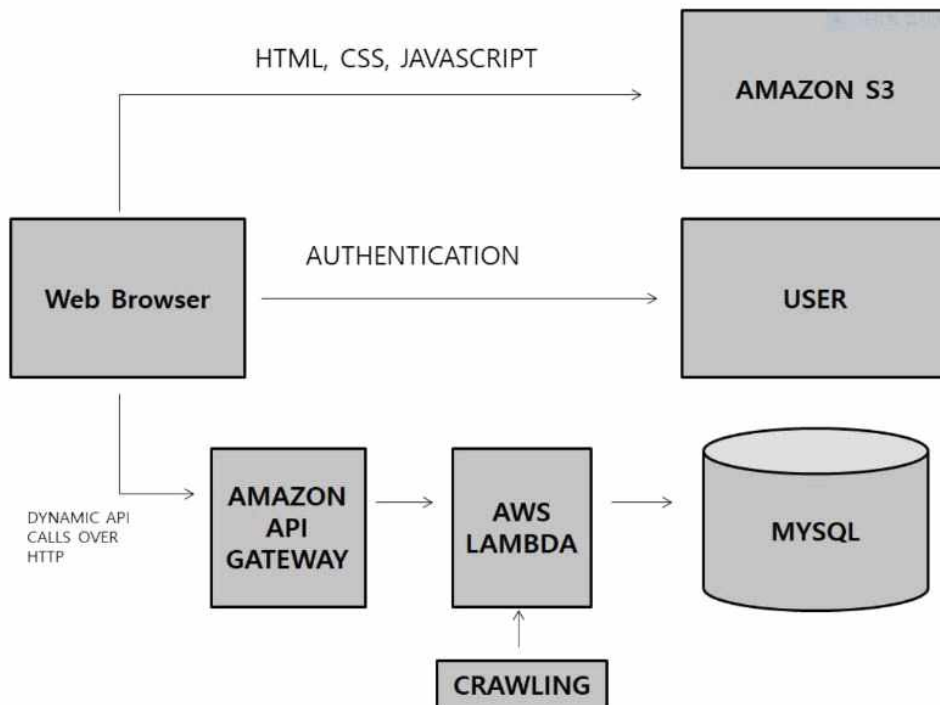 HTML, CSS, JAVASCRIPT
AMAZON S3
Web Browser
AUTHENTICATION
USER
DYNAMIC API
CALLS OVER
HTTP
AMAZON
API
GATEWAY
AWS
LAMBDA
MYSQL
CRAWLING